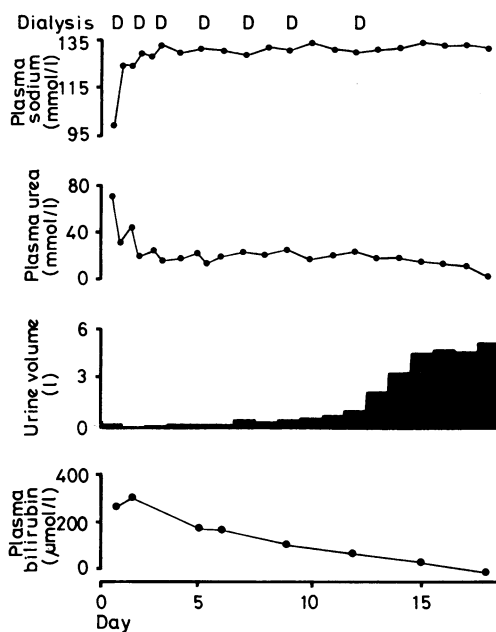 Dialysis D D D D D D D
Plasma
sodium
(mmol/l)
135
115
95
Plasma urea
(mmol/l)
80
40
0
Urine volume
(l)
6
3
0
Plasma
bilirubin
(µmol/l)
400
200
0
0 5 10 15
Day